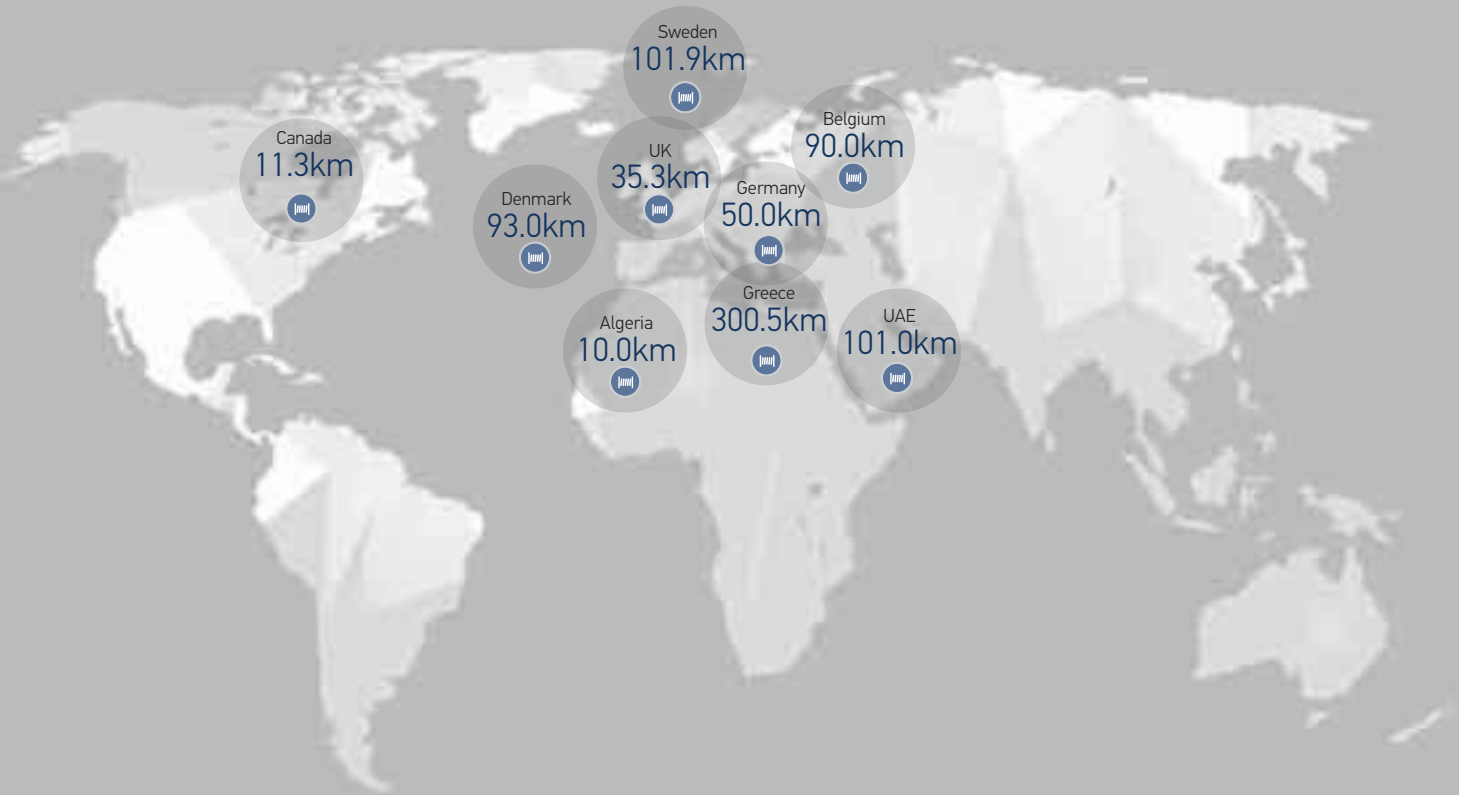 Sweden
101.9km
Canada
11.3km
UK
35.3km
Belgium
90.0km
Denmark
93.0km
Germany
50.0km
Algeria
10.0km
Greece
300.5km
UAE
101.0km